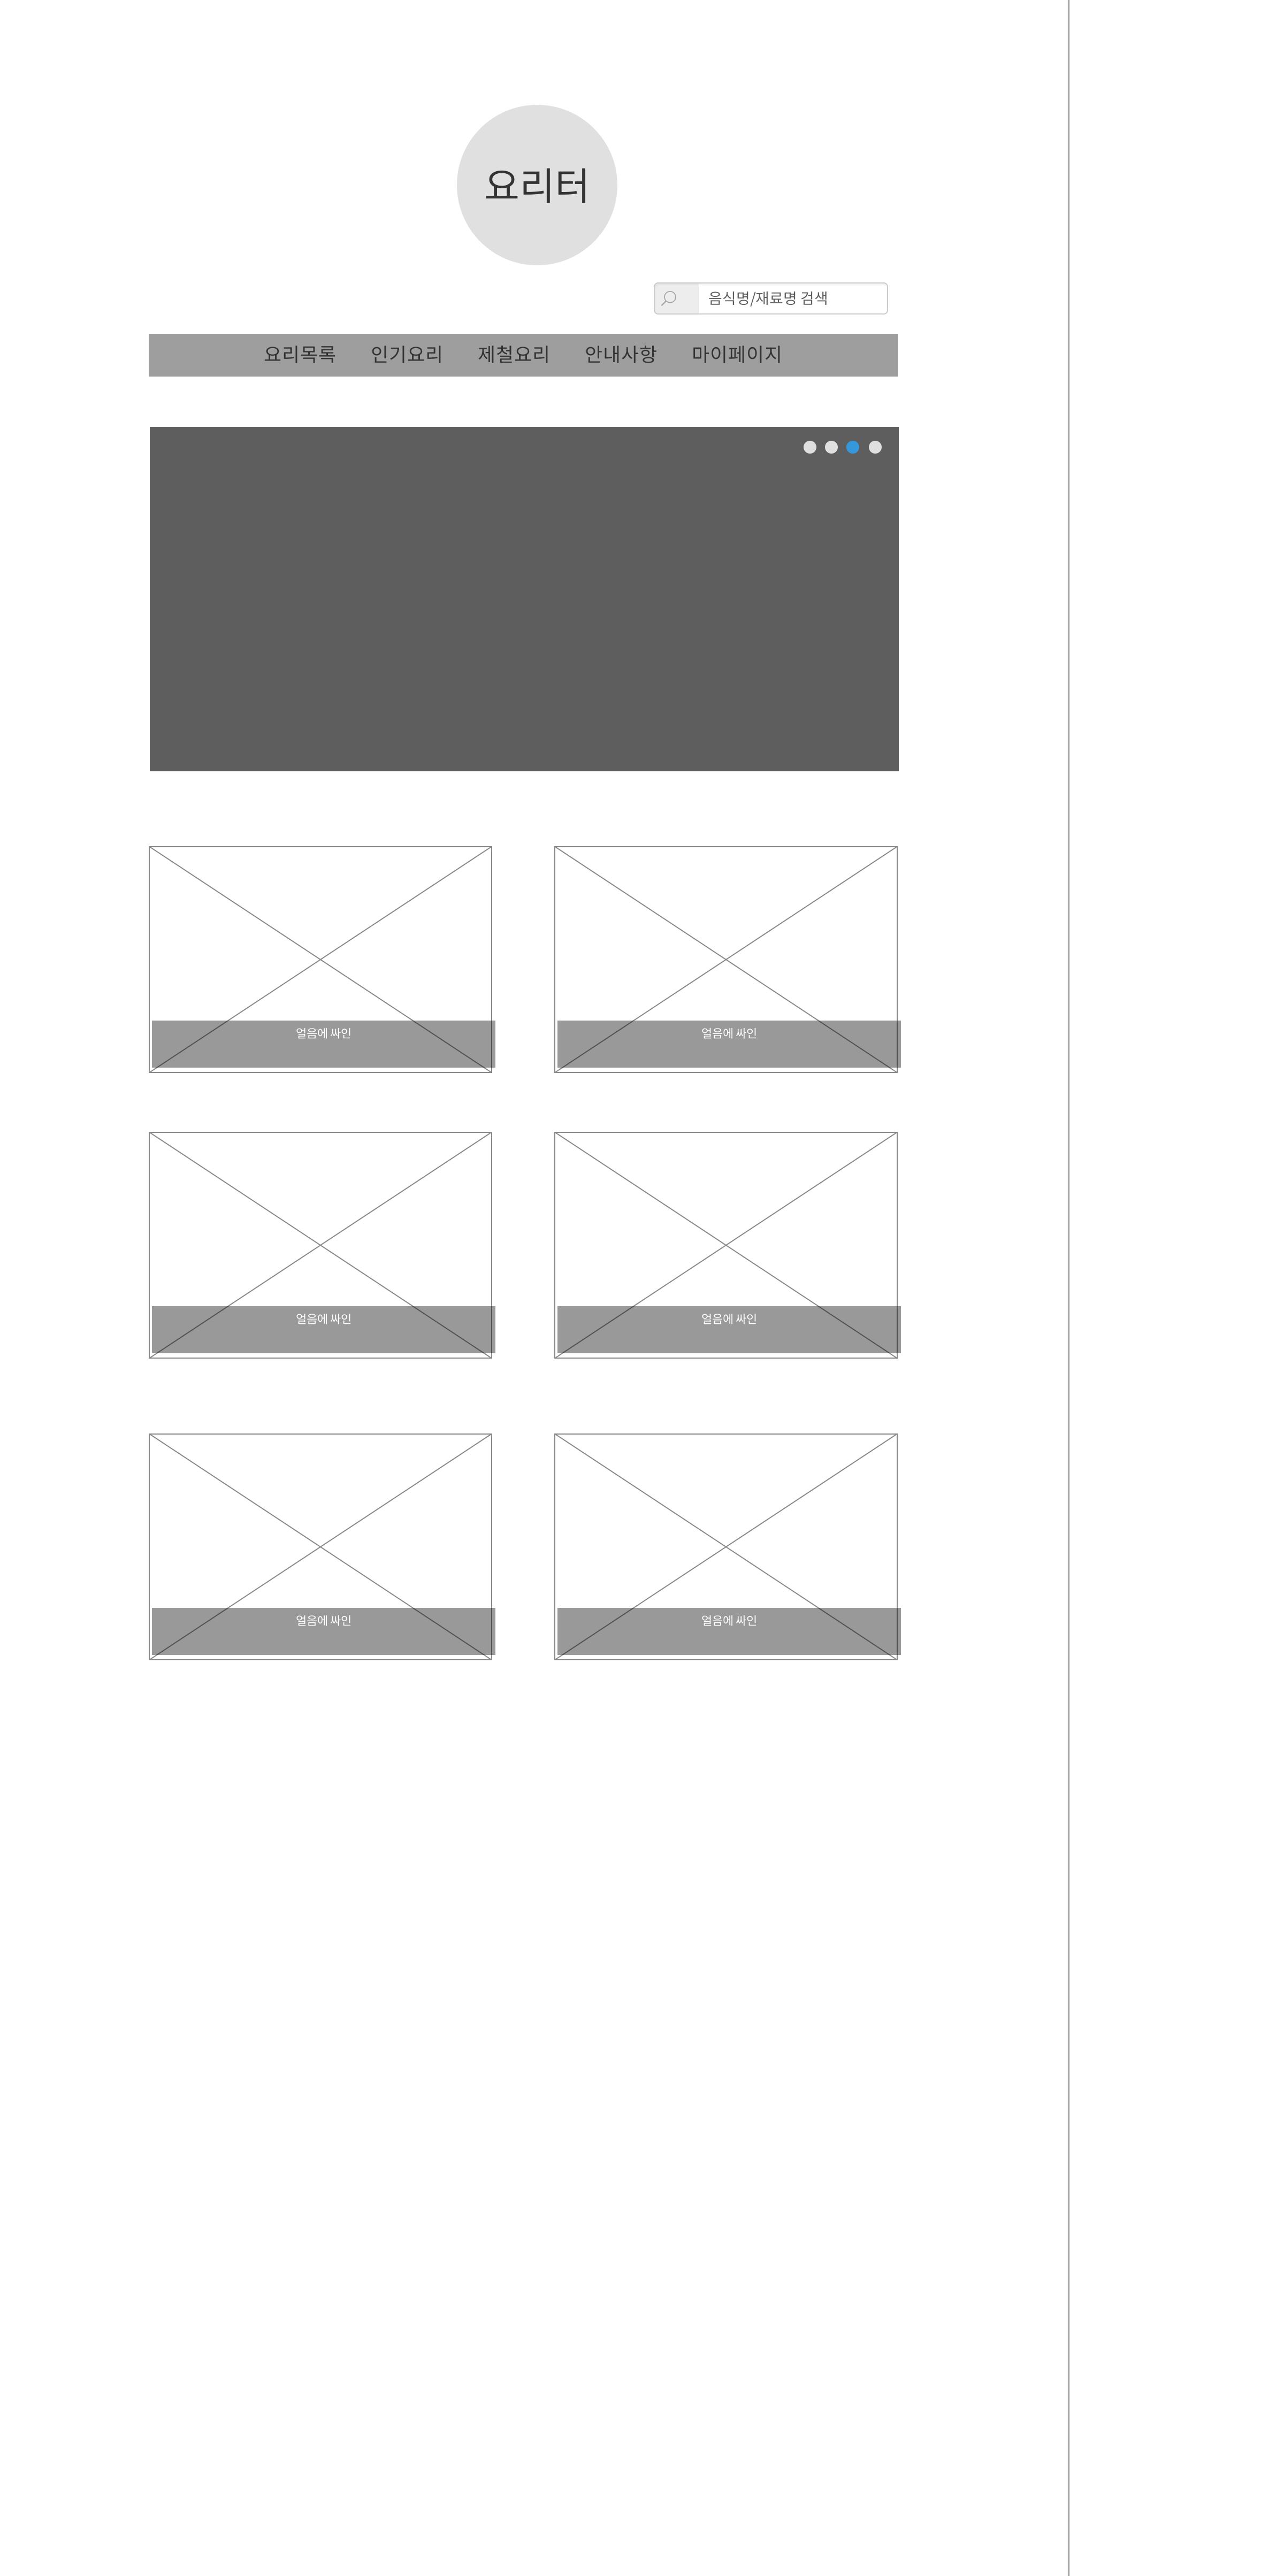 요리터
음식명/재료명 검색
요리목록 인기요리 제철요리 안내사항 마이페이지
얼음에 싸인 얼음에 싸인
얼음에 싸인 얼음에 싸인
얼음에 싸인 얼음에 싸인